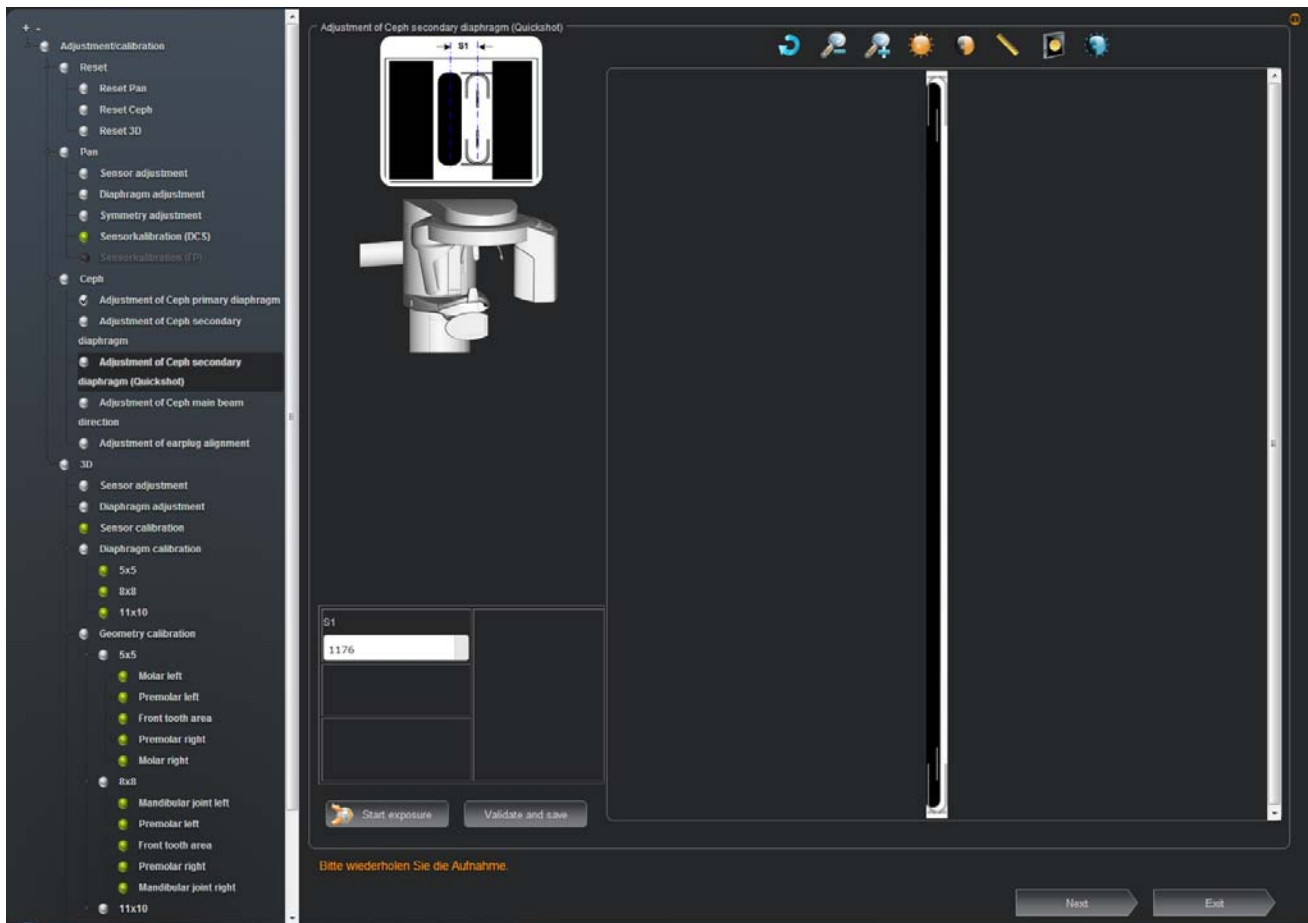 + -
Adjustment/calibration
Reset
Reset Pan
Reset Ceph
Reset 3D
Pan
Sensor adjustment
Diaphragm adjustment
Symmetry adjustment
Sensorkalibration (DCS)
Sensorkalibration (FP)
Ceph
Adjustment of Ceph primary diaphragm
Adjustment of Ceph secondary
diaphragm
Adjustment of Ceph secondary
diaphragm (Quickshot)
Adjustment of Ceph main beam
direction
Adjustment of earplug alignment
3D
Sensor adjustment
Diaphragm adjustment
Sensor calibration
Diaphragm calibration
5x5
8x8
11x10
Geometry calibration
5x5
Molar left
Premolar left
Front tooth area
Premolar right
Molar right
8x8
Mandibular joint left
Premolar left
Front tooth area
Premolar right
Mandibular joint right
11x10
Adjustment of Ceph secondary diaphragm (Quickshot)
S1
S1
1176
Start exposure
Validate and save
Bitte wiederholen Sie die Aufnahme.
Next
Exit